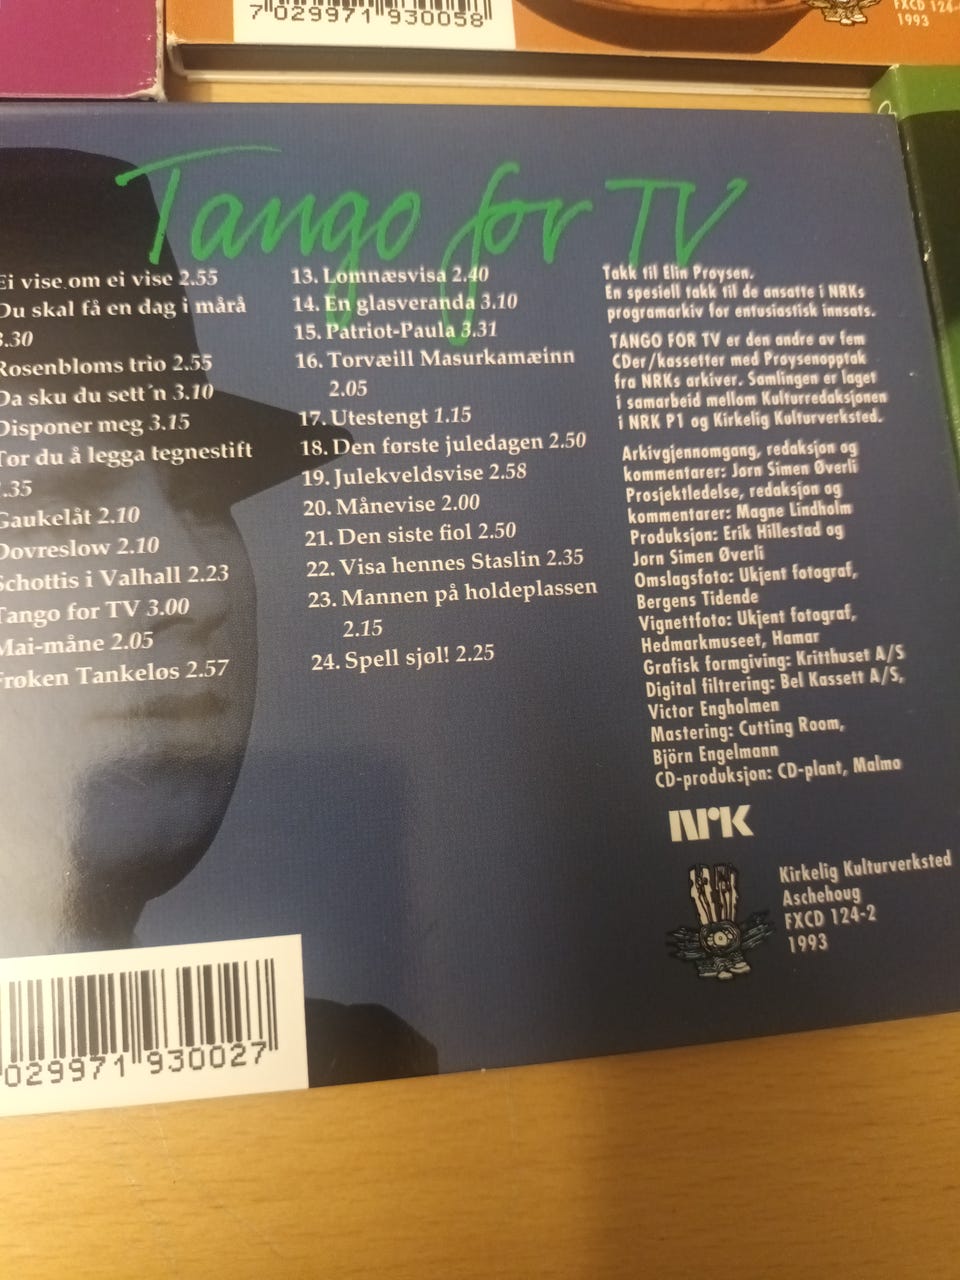 7 029971 930058
FXCD 124-
1993
Tango for TV
Ei vise om ei vise 2.55
Du skal få en dag i mårå
3.30
Rosenbloms trio 2.55
Da sku du sett´n 3.10
Disponer meg 3.15
Tor du å legga tegnestift
.35
Gaukelåt 2.10
Dovreslow 2.10
Schottis i Valhall 2.23
Tango for TV 3.00
Mai-måne 2.05
Frøken Tankeløs 2.57
13. Lomnæsvisa 2.40
14. En glasveranda 3.10
15. Patriot-Paula 3.31
16. Torvæill Masurkamæinn
2.05
17. Utestengt 1.15
18. Den første juledagen 2.50
19. Julekveldsvise 2.58
20. Månevise 2.00
21. Den siste fiol 2.50
22. Visa hennes Staslin 2.35
23. Mannen på holdeplassen
2.15
24. Spell sjøl! 2.25
Takk til Elin Prøysen.
En spesiell takk til de ansatte i NRKs
programarkiv for entusiastisk innsats.
TANGO FOR TV er den andre av fem
CDer/kassetter med Prøysenopptak
fra NRKs arkiver. Samlingen er laget
i samarbeid mellom Kulturredaksjonen
i NRK P1 og Kirkelig Kulturverksted.
Arkivgjennomgang, redaksjon og
kommentarer: Jørn Simen Øverli
Prosjektledelse, redaksjon og
kommentarer: Magne Lindholm
Produksjon: Erik Hillestad og
Jørn Simen Øverli
Omslagsfoto: Ukjent fotograf,
Bergens Tidende
Vignettfoto: Ukjent fotograf,
Hedmarkmuseet, Hamar
Grafisk formgiving: Kritthuset A/S
Digital filtrering: Bel Kassett A/S,
Victor Engholmen
Mastering: Cutting Room,
Björn Engelmann
CD-produksjon: CD-plant, Malmø
NRK
Kirkelig Kulturverksted
Aschehoug
FXCD 124-2
1993
029971 930027